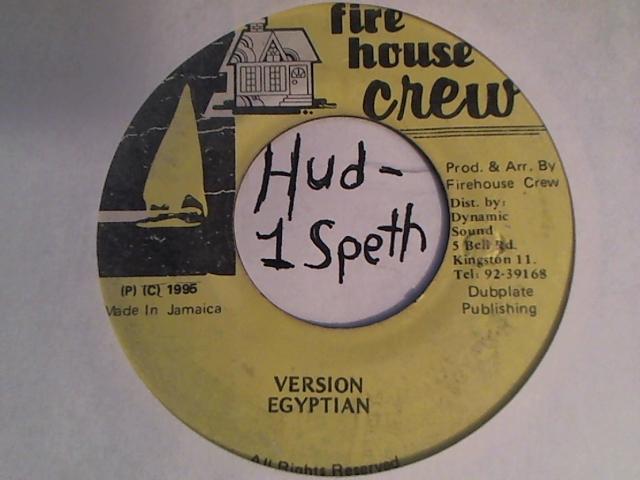 fire
house
crew
Hud-
1 Speth
Prod. & Arr. By
Firehouse Crew
Dist. by:
Dynamic
Sound
5 Bell Rd.
Kingston 11.
Tel: 92-39168
Dubplate
Publishing
(P) (C) 1995
Made In Jamaica
VERSION
EGYPTIAN
All Rights Reserved